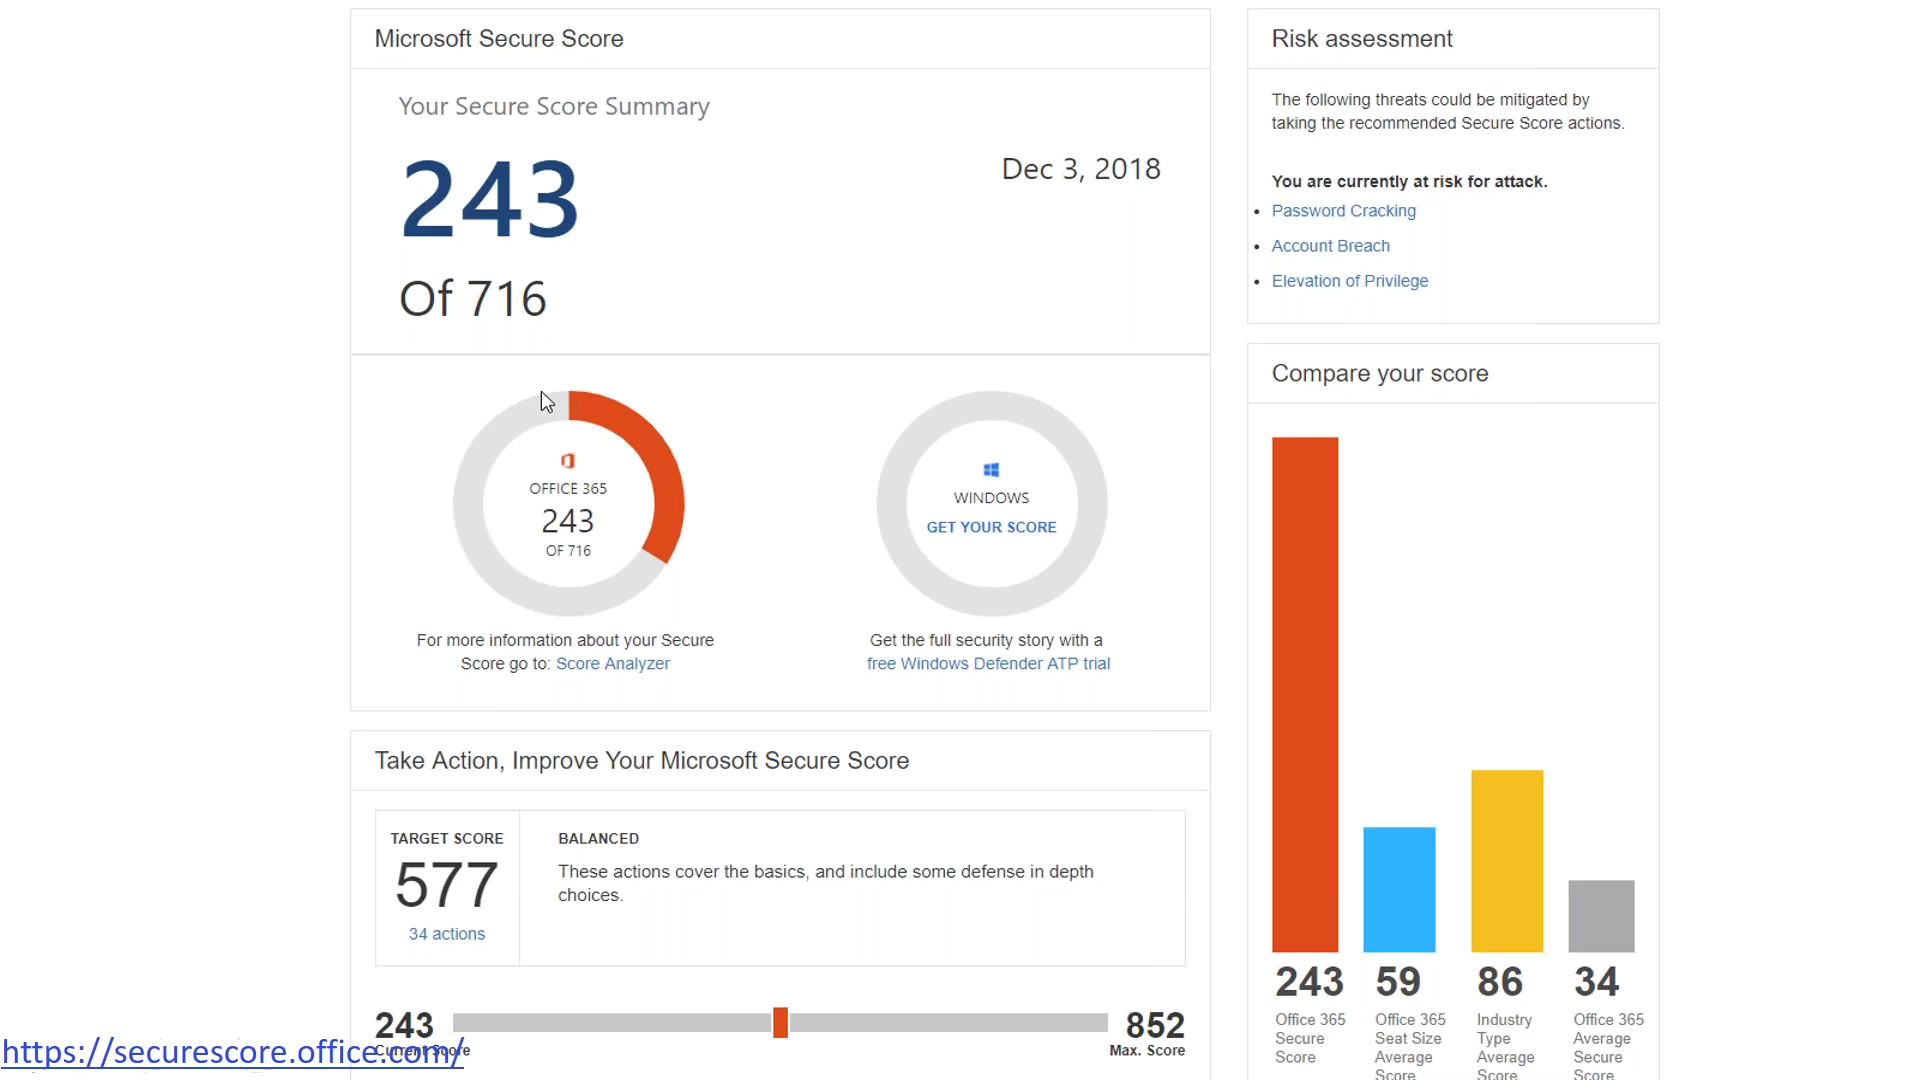 Microsoft Secure Score
Your Secure Score Summary
243
Dec 3, 2018
Of 716
OFFICE 365
243
OF 716
For more information about your Secure
Score go to: Score Analyzer
WINDOWS
GET YOUR SCORE
Get the full security story with a
free Windows Defender ATP trial
Take Action, Improve Your Microsoft Secure Score
TARGET SCORE
577
34 actions
BALANCED
These actions cover the basics, and include some defense in depth
choices.
243
Current Score
852
Max. Score
https://securescore.office.com/
Risk assessment
The following threats could be mitigated by
taking the recommended Secure Score actions.
You are currently at risk for attack.
• Password Cracking
• Account Breach
• Elevation of Privilege
Compare your score
243
Office 365
Secure
Score
59
Office 365
Seat Size
Average
Score
86
Industry
Type
Average
Score
34
Office 365
Average
Secure
Score